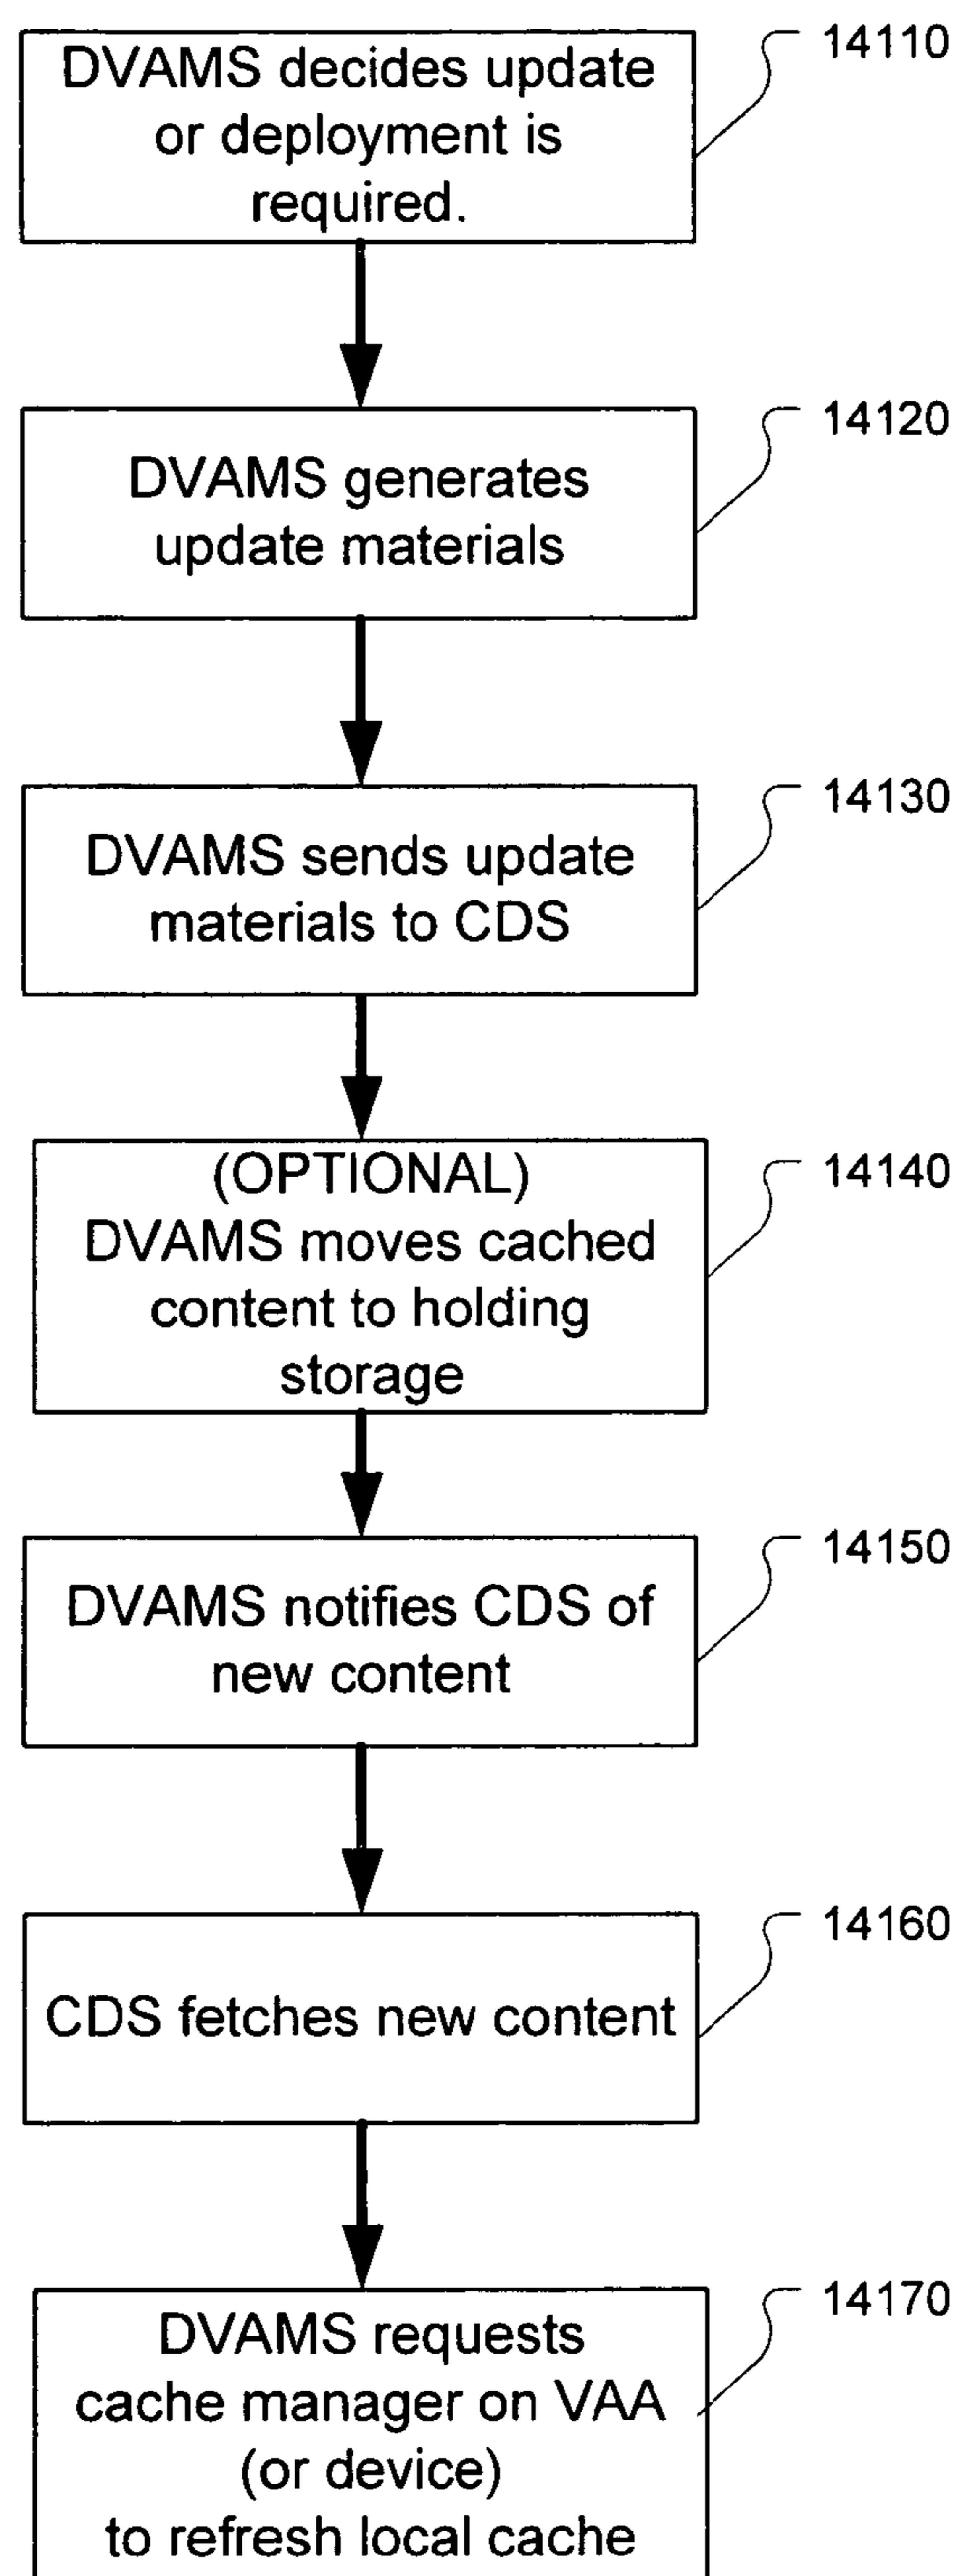 14110
DVAMS decides update
or deployment is
required.
14120
DVAMS generates
update materials
14130
DVAMS sends update
materials to CDS
14140
(OPTIONAL)
DVAMS moves cached
content to holding
storage
14150
DVAMS notifies CDS of
new content
14160
CDS fetches new content
14170
DVAMS requests
cache manager on VAA
(or device)
to refresh local cache